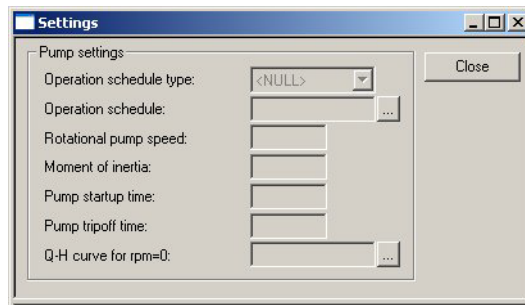 Settings
Pump settings
Close
Operation schedule type: <NULL>
Operation schedule: ...
Rotational pump speed:
Moment of inertia:
Pump startup time:
Pump tripoff time:
Q-H curve for rpm=0: ...